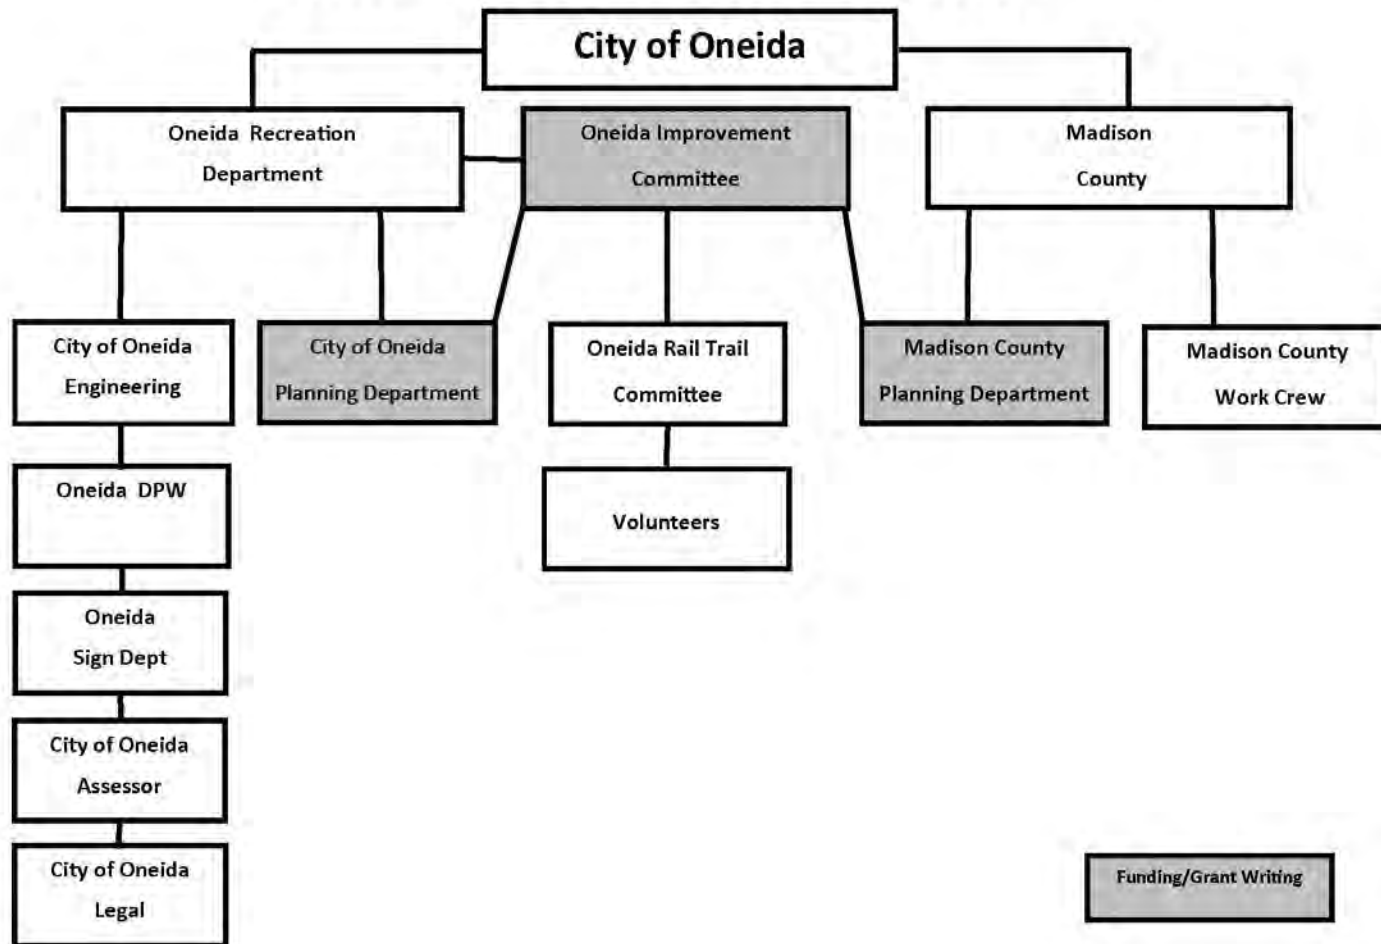 City of Oneida
Oneida Recreation
Department
Oneida Improvement
Committee
Madison
County
City of Oneida
Engineering
City of Oneida
Planning Department
Oneida Rail Trail
Committee
Madison County
Planning Department
Madison County
Work Crew
Oneida DPW
Volunteers
Oneida
Sign Dept
City of Oneida
Assessor
City of Oneida
Legal
Funding/Grant Writing